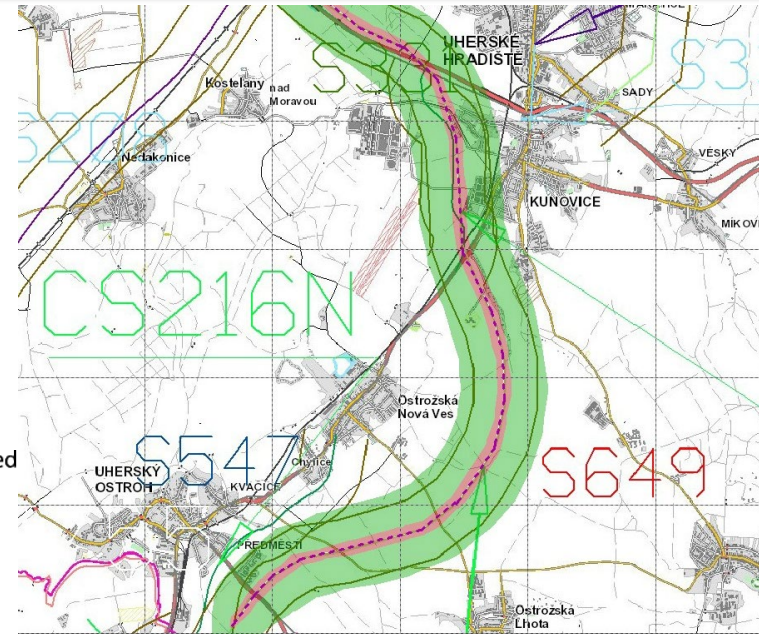 UHERSKÉ
HRADIŠTĚ
Kostelany nad
Moravou
SADY
Nedakonice
VÉSKY
KUNOVICE
CS216N
Ostrožská
Nová Ves
ed
S547
Chylice
S649
UHERSKÝ
OSTROH
KVAČICE
PŘEDMĚSTÍ
Ostrožská
Lhota